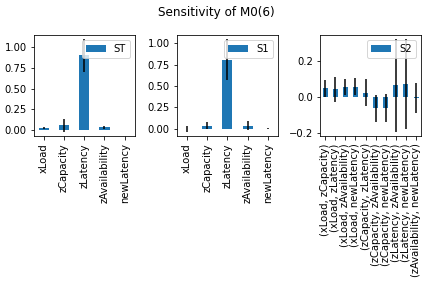 Sensitivity of M0(6)
ST
1.00
0.75
0.50
0.25
0.00
xLoad
zCapacity
zLatency
zAvailability
newLatency
S1
1.00
0.75
0.50
0.25
0.00
xLoad
zCapacity
zLatency
zAvailability
newLatency
S2
0.2
0.0
−0.2
(xLoad, zCapacity)
(xLoad, zLatency)
(xLoad, zAvailability)
(xLoad, newLatency)
(zCapacity, zLatency)
(zCapacity, zAvailability)
(zCapacity, newLatency)
(zLatency, zAvailability)
(zLatency, newLatency)
(zAvailability, newLatency)